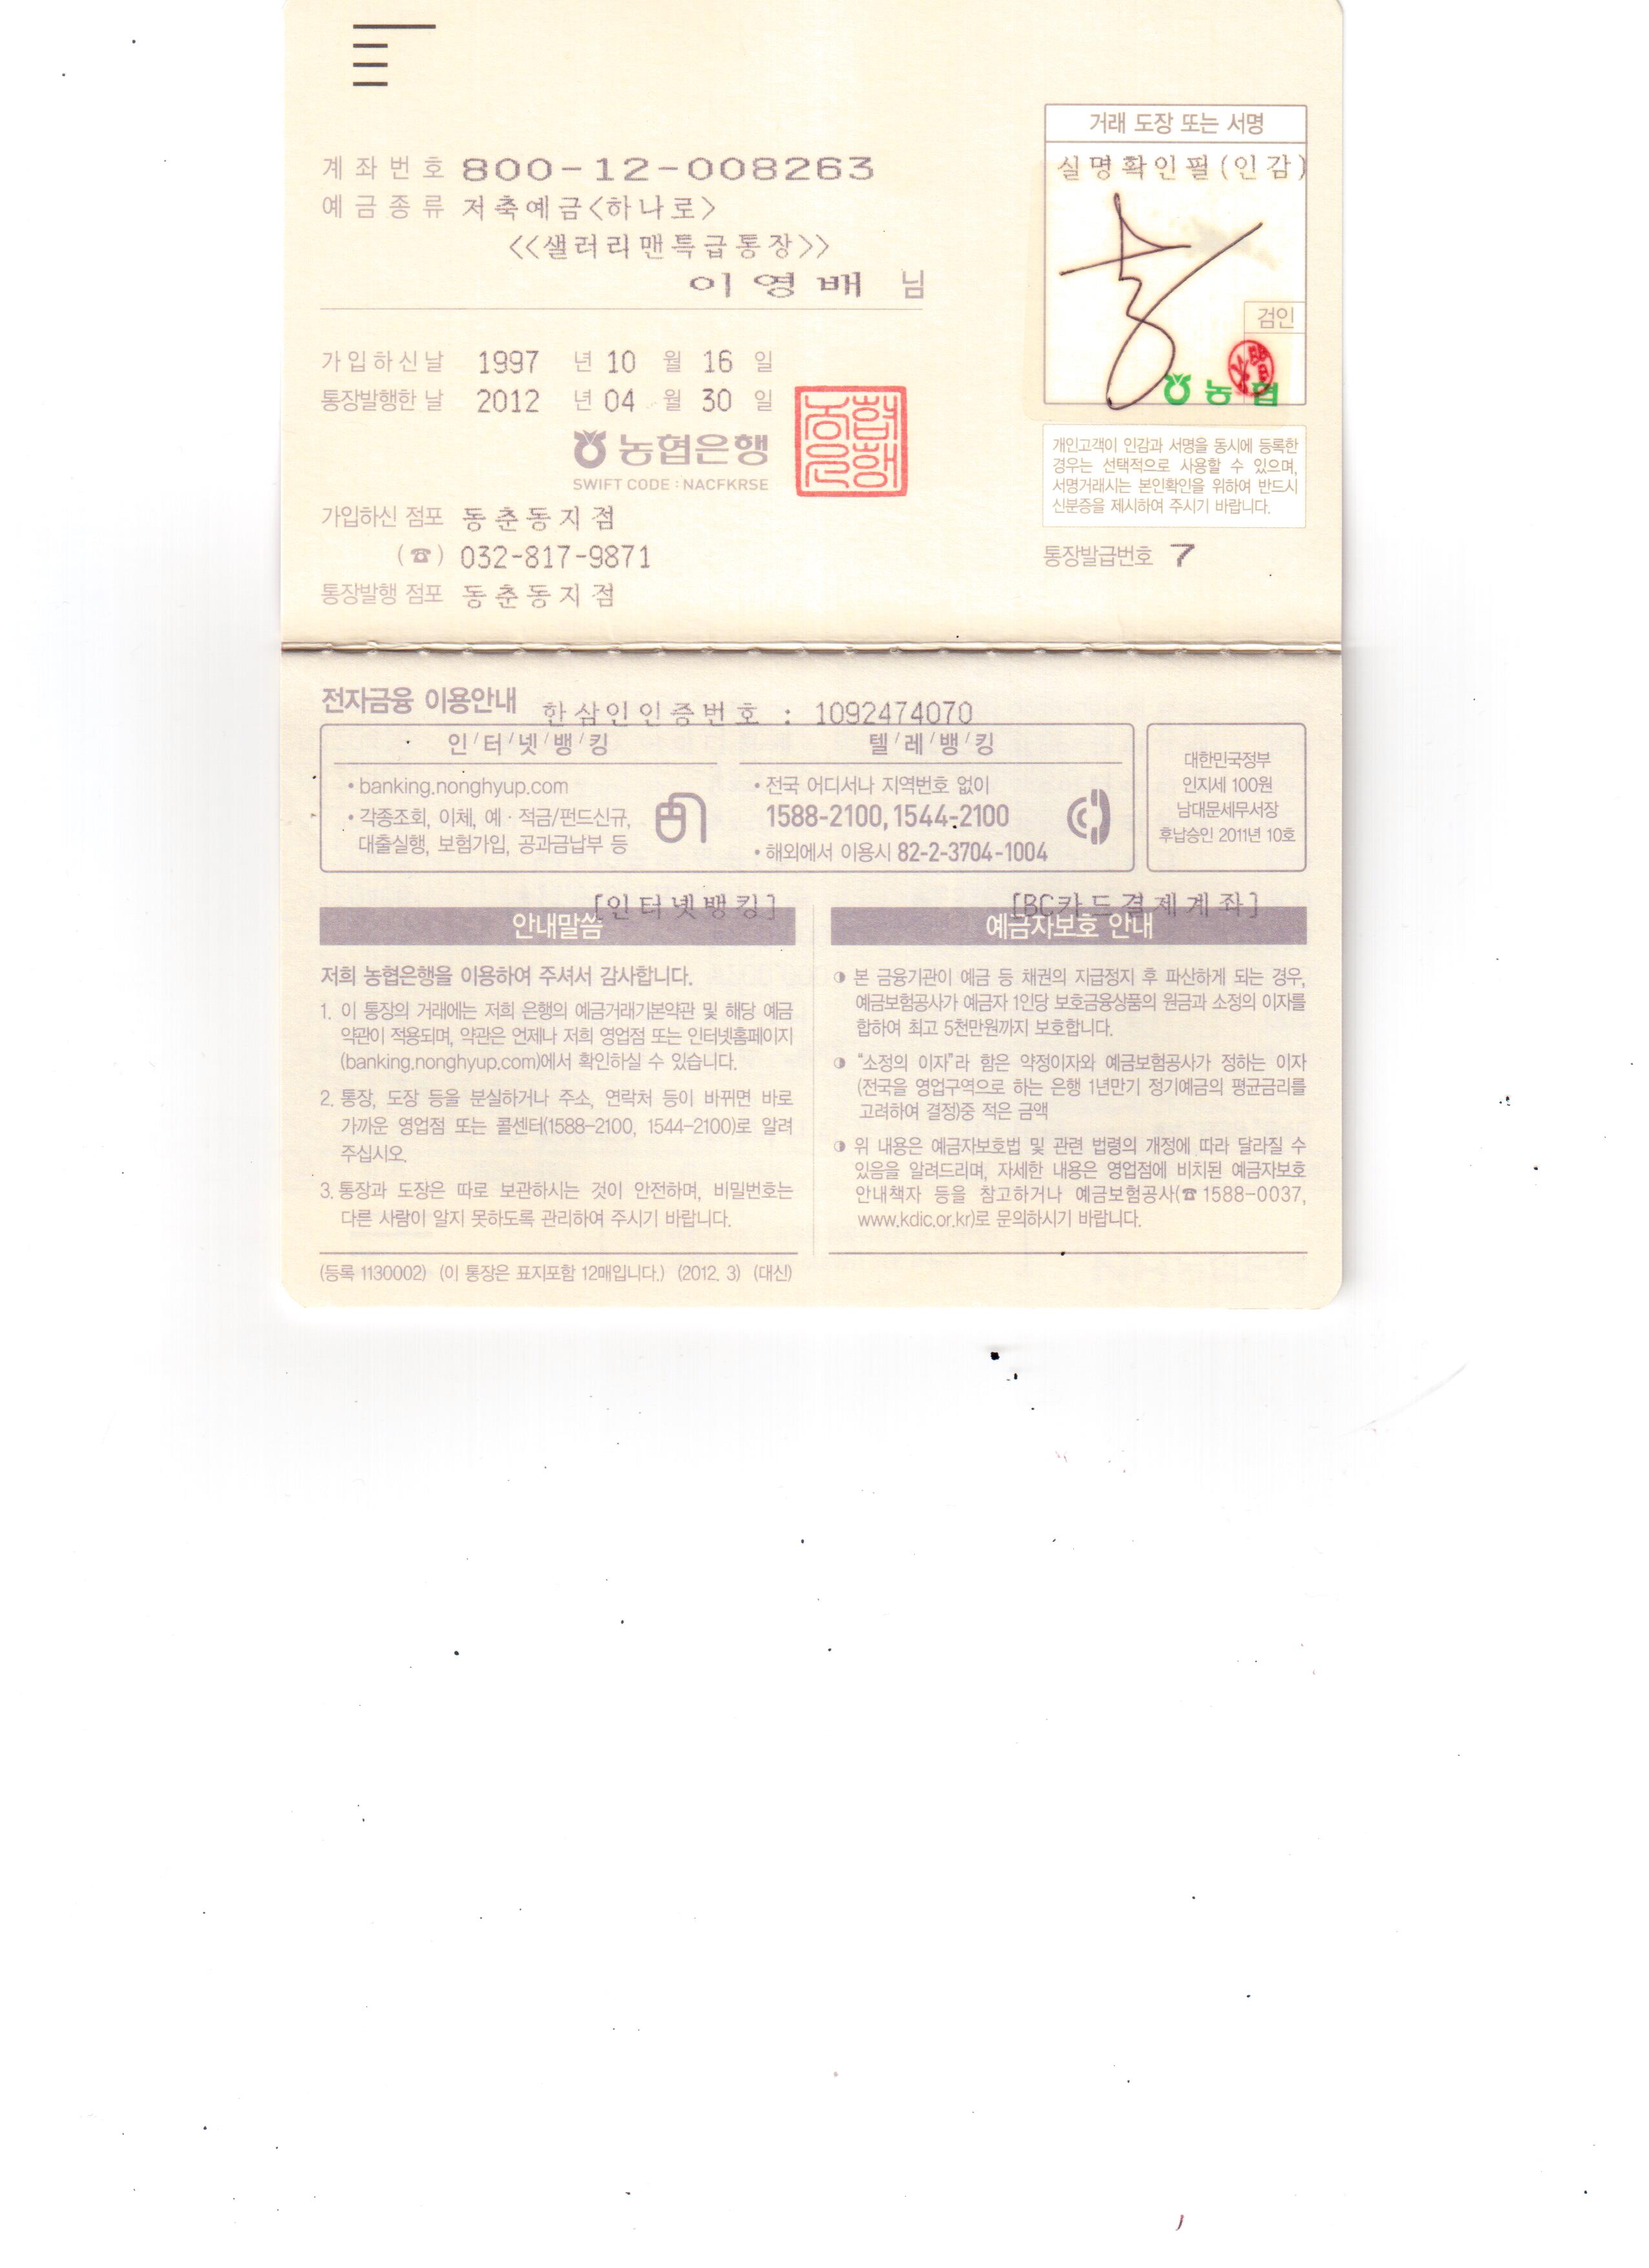 계좌번호 800-12-008263
예금종류 저축예금<하나로>
<<샐러리맨특급통장>>
이영배 님
가입하신날 1997 년 10 월 16 일
통장발행한 날 2012 년 04 월 30 일
농협은행
SWIFT CODE : NACFKRSE
가입하신 점포 동춘동지점
(☎) 032-817-9871
통장발행 점포 동춘동지점
거래 도장 또는 서명
실명확인필(인감)
검인
농협
개인고객이 인감과 서명을 동시에 등록한
경우는 선택적으로 사용할 수 있으며,
서명거래시는 본인확인을 위하여 반드시
신분증을 제시하여 주시기 바랍니다.
통장발급번호 7
전자금융 이용안내 한삼인인증번호 : 1092474070
인/터/넷/뱅/킹
• banking.nonghyup.com
• 각종조회, 이체, 예·적금/펀드신규,
대출실행, 보험가입, 공과금납부 등
텔/레/뱅/킹
• 전국 어디서나 지역번호 없이
1588-2100, 1544-2100
• 해외에서 이용시 82-2-3704-1004
대한민국정부
인지세 100원
남대문세무서장
후납승인 2011년 10호
[인터넷뱅킹]
[BC카드결제계좌]
안내말씀
저희 농협은행을 이용하여 주셔서 감사합니다.
1. 이 통장의 거래에는 저희 은행의 예금거래기본약관 및 해당 예금
약관이 적용되며, 약관은 언제나 저희 영업점 또는 인터넷홈페이지
(banking.nonghyup.com)에서 확인하실 수 있습니다.
2. 통장, 도장 등을 분실하거나 주소, 연락처 등이 바뀌면 바로
가까운 영업점 또는 콜센터(1588-2100, 1544-2100)로 알려
주십시오.
3. 통장과 도장은 따로 보관하시는 것이 안전하며, 비밀번호는
다른 사람이 알지 못하도록 관리하여 주시기 바랍니다.
(등록 1130002) (이 통장은 표지포함 12매입니다.) (2012. 3) (대신)
예금자보호 안내
◑ 본 금융기관이 예금 등 채권의 지급정지 후 파산하게 되는 경우,
예금보험공사가 예금자 1인당 보호금융상품의 원금과 소정의 이자를
합하여 최고 5천만원까지 보호합니다.
◑ "소정의 이자"라 함은 약정이자와 예금보험공사가 정하는 이자
(전국을 영업구역으로 하는 은행 1년만기 정기예금의 평균금리를
고려하여 결정)중 적은 금액
◑ 위 내용은 예금자보호법 및 관련 법령의 개정에 따라 달라질 수
있음을 알려드리며, 자세한 내용은 영업점에 비치된 예금자보호
안내책자 등을 참고하거나 예금보험공사(☎1588-0037,
www.kdic.or.kr)로 문의하시기 바랍니다.